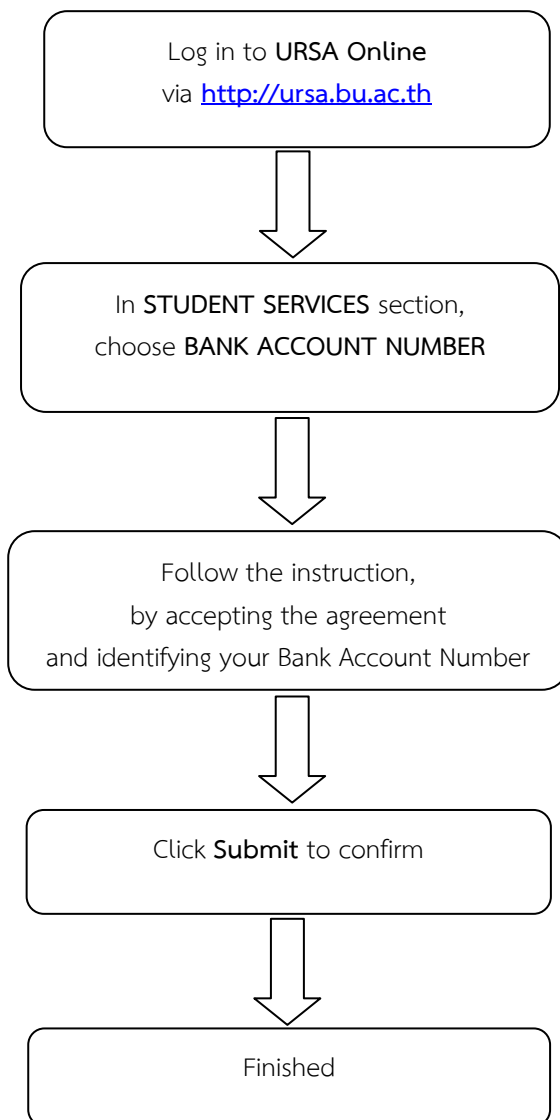 Log in to URSA Online
via http://ursa.bu.ac.th
In STUDENT SERVICES section,
choose BANK ACCOUNT NUMBER
Follow the instruction,
by accepting the agreement
and identifying your Bank Account Number
Click Submit to confirm
Finished